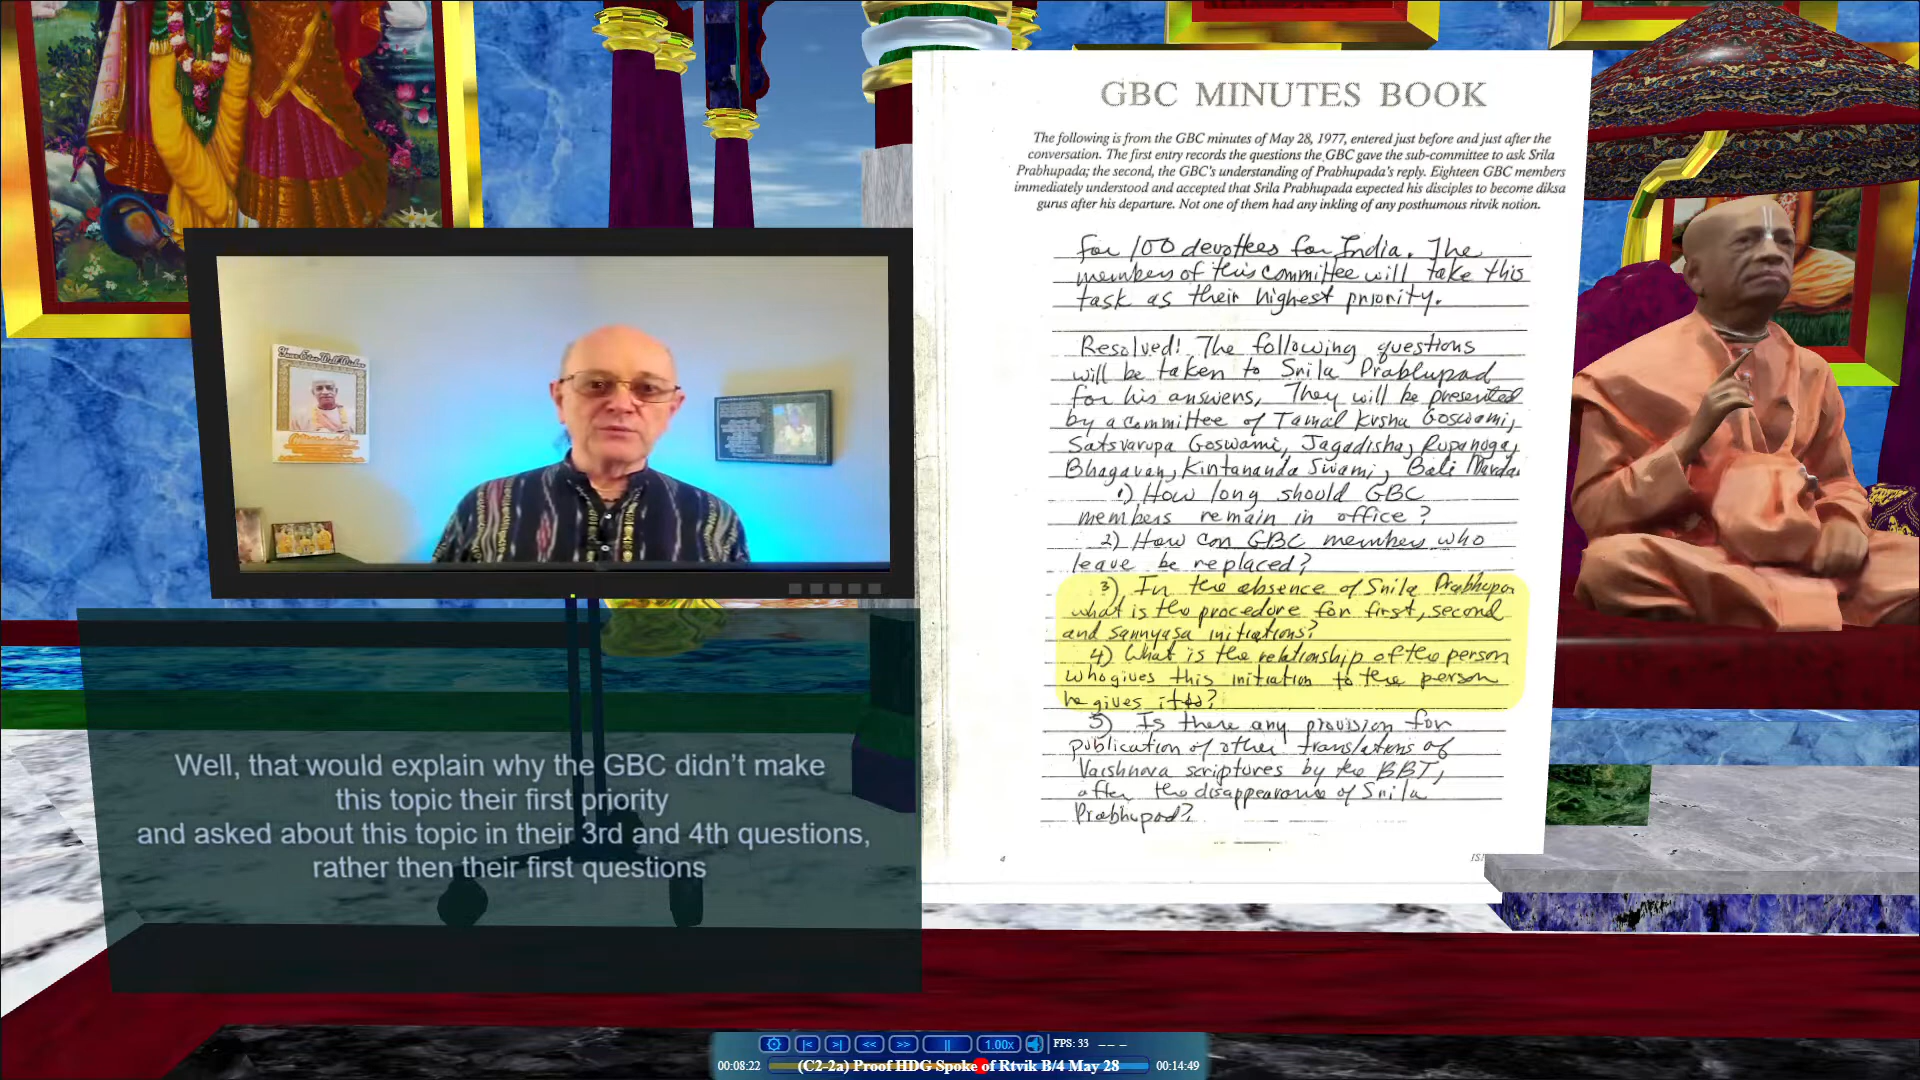 GBC MINUTES BOOK
The following is from the GBC minutes of May 28, 1977, entered just before and just after the
conversation. The first entry records the questions the GBC gave the sub-committee to ask Srila
Prabhupada; the second, the GBC's understanding of Prabhupada's reply. Eighteen GBC members
immediately understood and accepted that Srila Prabhupada expected his disciples to become diksa
gurus after his departure. Not one of them had any inkling of any posthumous ritvik notion.
for 100 devottees for India. The
members of this committee will take this
task as their highest priority.
Resolved! The following questions
will be taken to Srila Prabhupad
for his answers, They will be presented
by a committee of Tamal Krsna Goswami,
Satsvarupa Goswami, Jagadisha, Rupanoga,
Bhagavan, Kintananda Swami, Bali Mardan
1) How long should GBC
members remain in office?
2) How can GBC members who
leave be replaced?
3), In the absence of Srila Prabhupa
what is the procedure for first, second
and sannyasa initiations?
4) What is the relationship of the person
who gives this initiation to the person
he gives it to?
5) Is there any provision for
publication of other translations of
Vaishnava scriptures by the BBT,
after the disappearance of Srila
Prabhupad?
4
Your Ever Well Wisher
Well, that would explain why the GBC didn't make
this topic their first priority
and asked about this topic in their 3rd and 4th questions,
rather then their first questions
|<
>|
<<
>>
||
1.00x
FPS: 33 – – –
00:08:22
(C2-2a) Proof HDG Spoke of Rtvik B/4 May 28
00:14:49